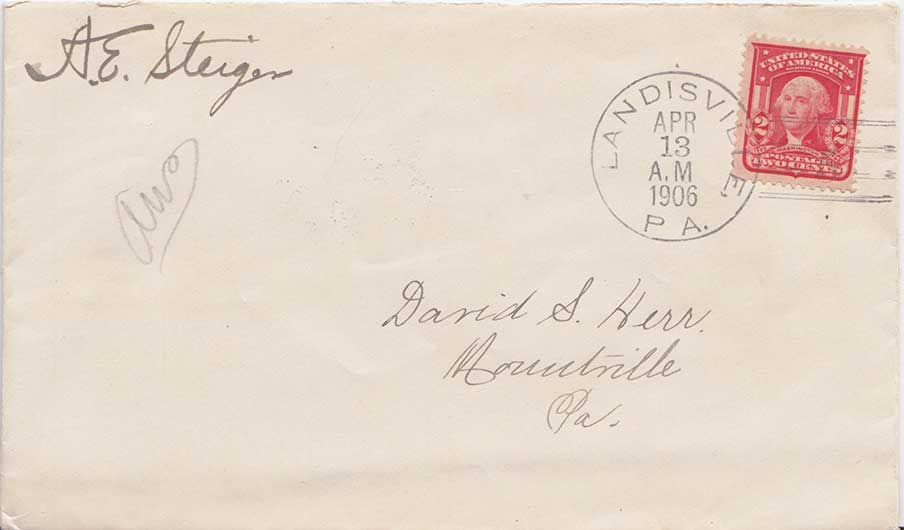 A.E. Steiger
LANDISVILLE,
APR
13
A.M
1906
PA.
UNITED STATES
OF AMERICA
2 2
POSTAGE
TWO CENTS
David S. Herr.
Mountville
Pa.